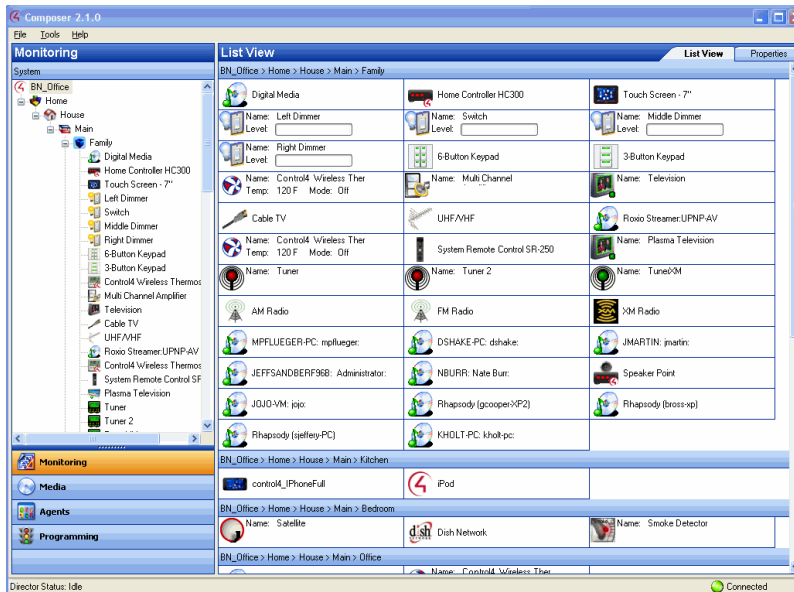 Composer 2.1.0
File Tools Help
Monitoring
System
BN_Office
Home
House
Main
Family
Digital Media
Home Controller HC300
Touch Screen - 7"
Left Dimmer
Switch
Middle Dimmer
Right Dimmer
6-Button Keypad
3-Button Keypad
Control4 Wireless Thermos
Multi Channel Amplifier
Television
Cable TV
UHF/VHF
Roxio Streamer:UPNP-AV
Control4 Wireless Thermos
System Remote Control SF
Plasma Television
Tuner
Tuner 2
Monitoring
Media
Agents
Programming
List View
List View Properties
BN_Office > Home > House > Main > Family
Digital Media Home Controller HC300 Touch Screen - 7"
Name: Left Dimmer Name: Switch Name: Middle Dimmer
Level: Level: Level:
Name: Right Dimmer
Level: 6-Button Keypad 3-Button Keypad
Name: Control4 Wireless Ther Name: Multi Channel Name: Television
Temp: 120 F Mode: Off
Cable TV UHF/VHF Roxio Streamer:UPNP-AV
Name: Control4 Wireless Ther System Remote Control SR-250 Name: Plasma Television
Temp: 120 F Mode: Off
Name: Tuner Name: Tuner 2 Name: TunerXM
AM Radio FM Radio XM Radio
MPFLUEGER-PC: mpflueger: DSHAKE-PC: dshake: JMARTIN: jmartin:
JEFFSANDBERF96B: Administrator: NBURR: Nate Burr: Speaker Point
JOJO-VM: jojo: Rhapsody (gcooper-XP2) Rhapsody (bross-xp)
Rhapsody (sjeffery-PC) KHOLT-PC: kholt-pc:
BN_Office > Home > House > Main > Kitchen
control4_IPhoneFull iPod
BN_Office > Home > House > Main > Bedroom
Name: Satellite dish Dish Network Name: Smoke Detector
BN_Office > Home > House > Main > Office
Name: Control4 Wireless Ther
Director Status: Idle Connected